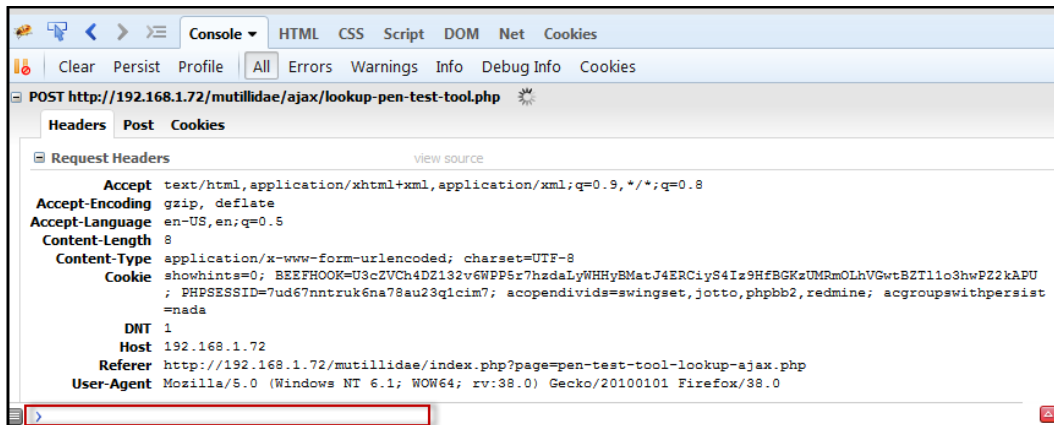 Console HTML CSS Script DOM Net Cookies
Clear Persist Profile All Errors Warnings Info Debug Info Cookies
POST http://192.168.1.72/mutillidae/ajax/lookup-pen-test-tool.php
Headers Post Cookies
Request Headers view source
Accept text/html,application/xhtml+xml,application/xml;q=0.9,*/*;q=0.8
Accept-Encoding gzip, deflate
Accept-Language en-US,en;q=0.5
Content-Length 8
Content-Type application/x-www-form-urlencoded; charset=UTF-8
Cookie showhints=0; BEEFHOOK=U3cZVCh4DZ132v6WPP5r7hzdaLyWHHyBMatJ4ERCiyS4Iz9HfBGKzUMRmOLhVGwtBZTl1o3hwPZ2kAPU
; PHPSESSID=7ud67nntruk6na78au23q1cim7; acopendivids=swingset,jotto,phpbb2,redmine; acgroupswithpersist
=nada
DNT 1
Host 192.168.1.72
Referer http://192.168.1.72/mutillidae/index.php?page=pen-test-tool-lookup-ajax.php
User-Agent Mozilla/5.0 (Windows NT 6.1; WOW64; rv:38.0) Gecko/20100101 Firefox/38.0